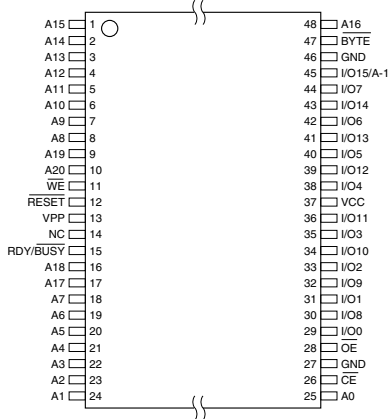 A15 1 48 A16
A14 2 47 BYTE
A13 3 46 GND
A12 4 45 I/O15/A-1
A11 5 44 I/O7
A10 6 43 I/O14
A9 7 42 I/O6
A8 8 41 I/O13
A19 9 40 I/O5
A20 10 39 I/O12
WE 11 38 I/O4
RESET 12 37 VCC
VPP 13 36 I/O11
NC 14 35 I/O3
RDY/BUSY 15 34 I/O10
A18 16 33 I/O2
A17 17 32 I/O9
A7 18 31 I/O1
A6 19 30 I/O8
A5 20 29 I/O0
A4 21 28 OE
A3 22 27 GND
A2 23 26 CE
A1 24 25 A0